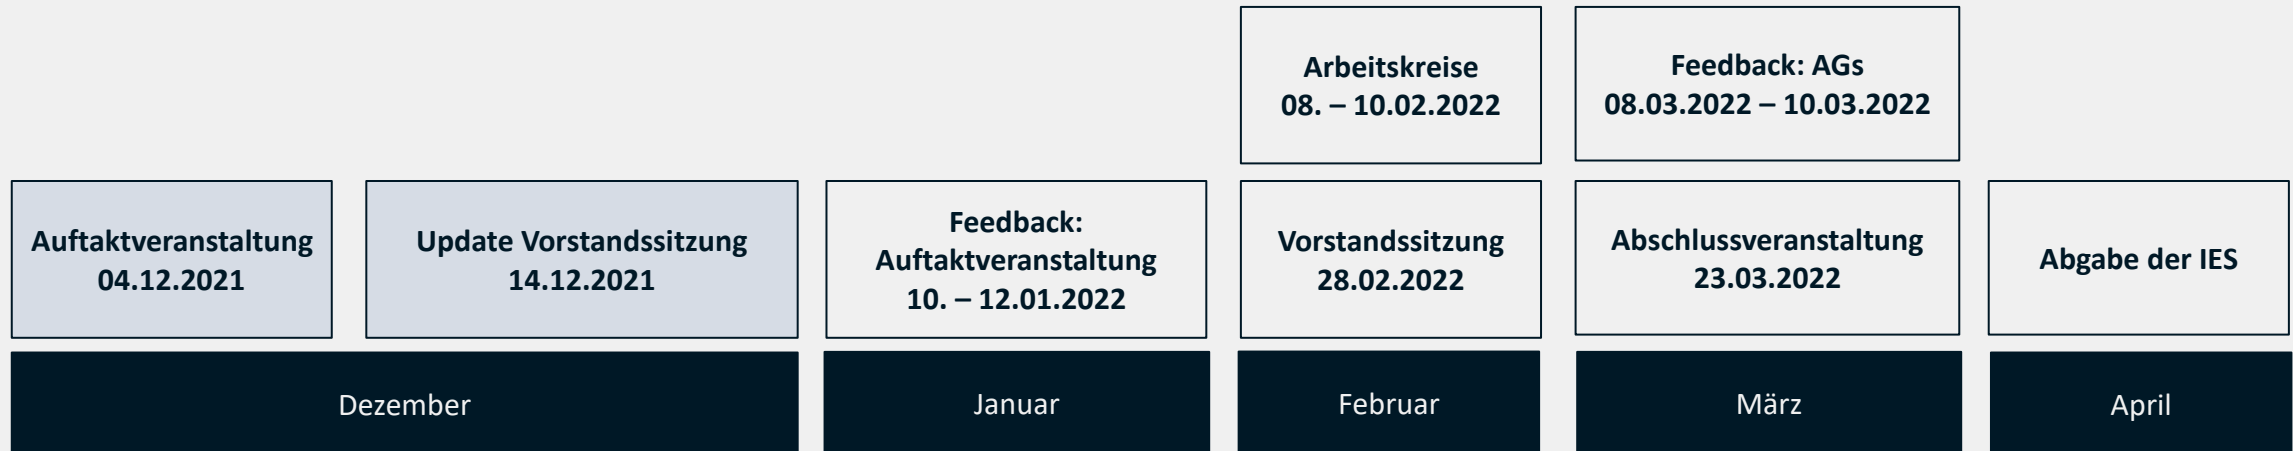 Arbeitskreise
08. – 10.02.2022
Feedback: AGs
08.03.2022 – 10.03.2022
Auftaktveranstaltung
04.12.2021
Update Vorstandssitzung
14.12.2021
Feedback:
Auftaktveranstaltung
10. – 12.01.2022
Vorstandssitzung
28.02.2022
Abschlussveranstaltung
23.03.2022
Abgabe der IES
Dezember
Januar
Februar
März
April